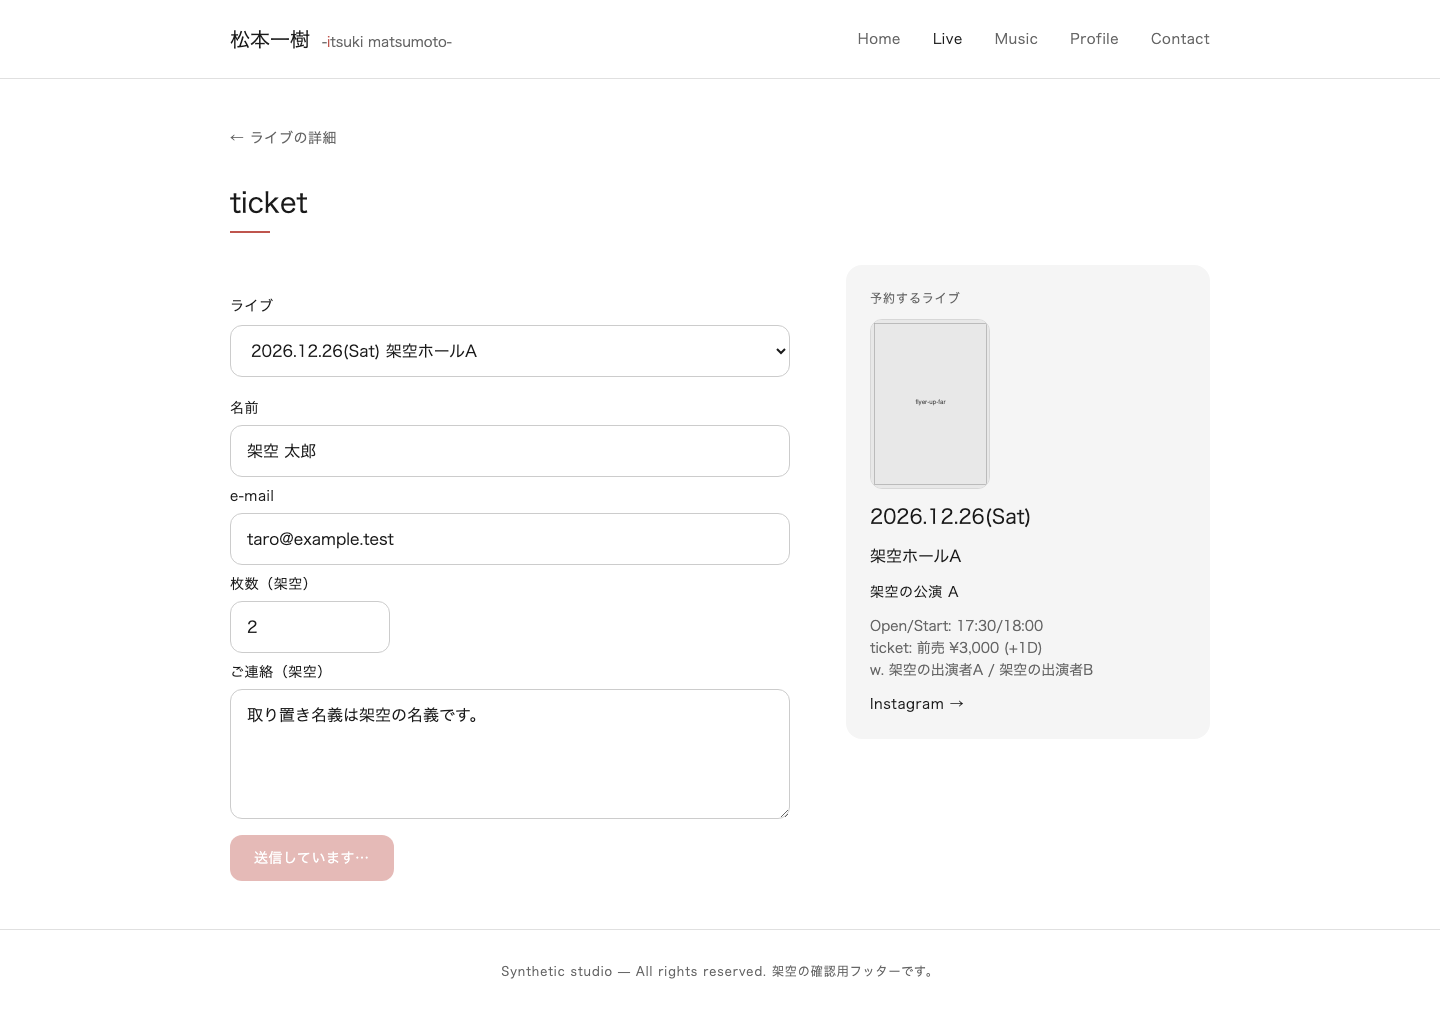 松本一樹 -itsuki matsumoto-
Home Live Music Profile Contact
← ライブの詳細
ticket
ライブ
2026.12.26(Sat) 架空ホールA
名前
架空 太郎
e-mail
taro@example.test
枚数（架空）
2
ご連絡（架空）
取り置き名義は架空の名義です。
送信しています…
予約するライブ
flyer-up-far
2026.12.26(Sat)
架空ホールA
架空の公演 A
Open/Start: 17:30/18:00
ticket: 前売 ¥3,000 (+1D)
w. 架空の出演者A / 架空の出演者B
Instagram →
Synthetic studio — All rights reserved. 架空の確認用フッターです。